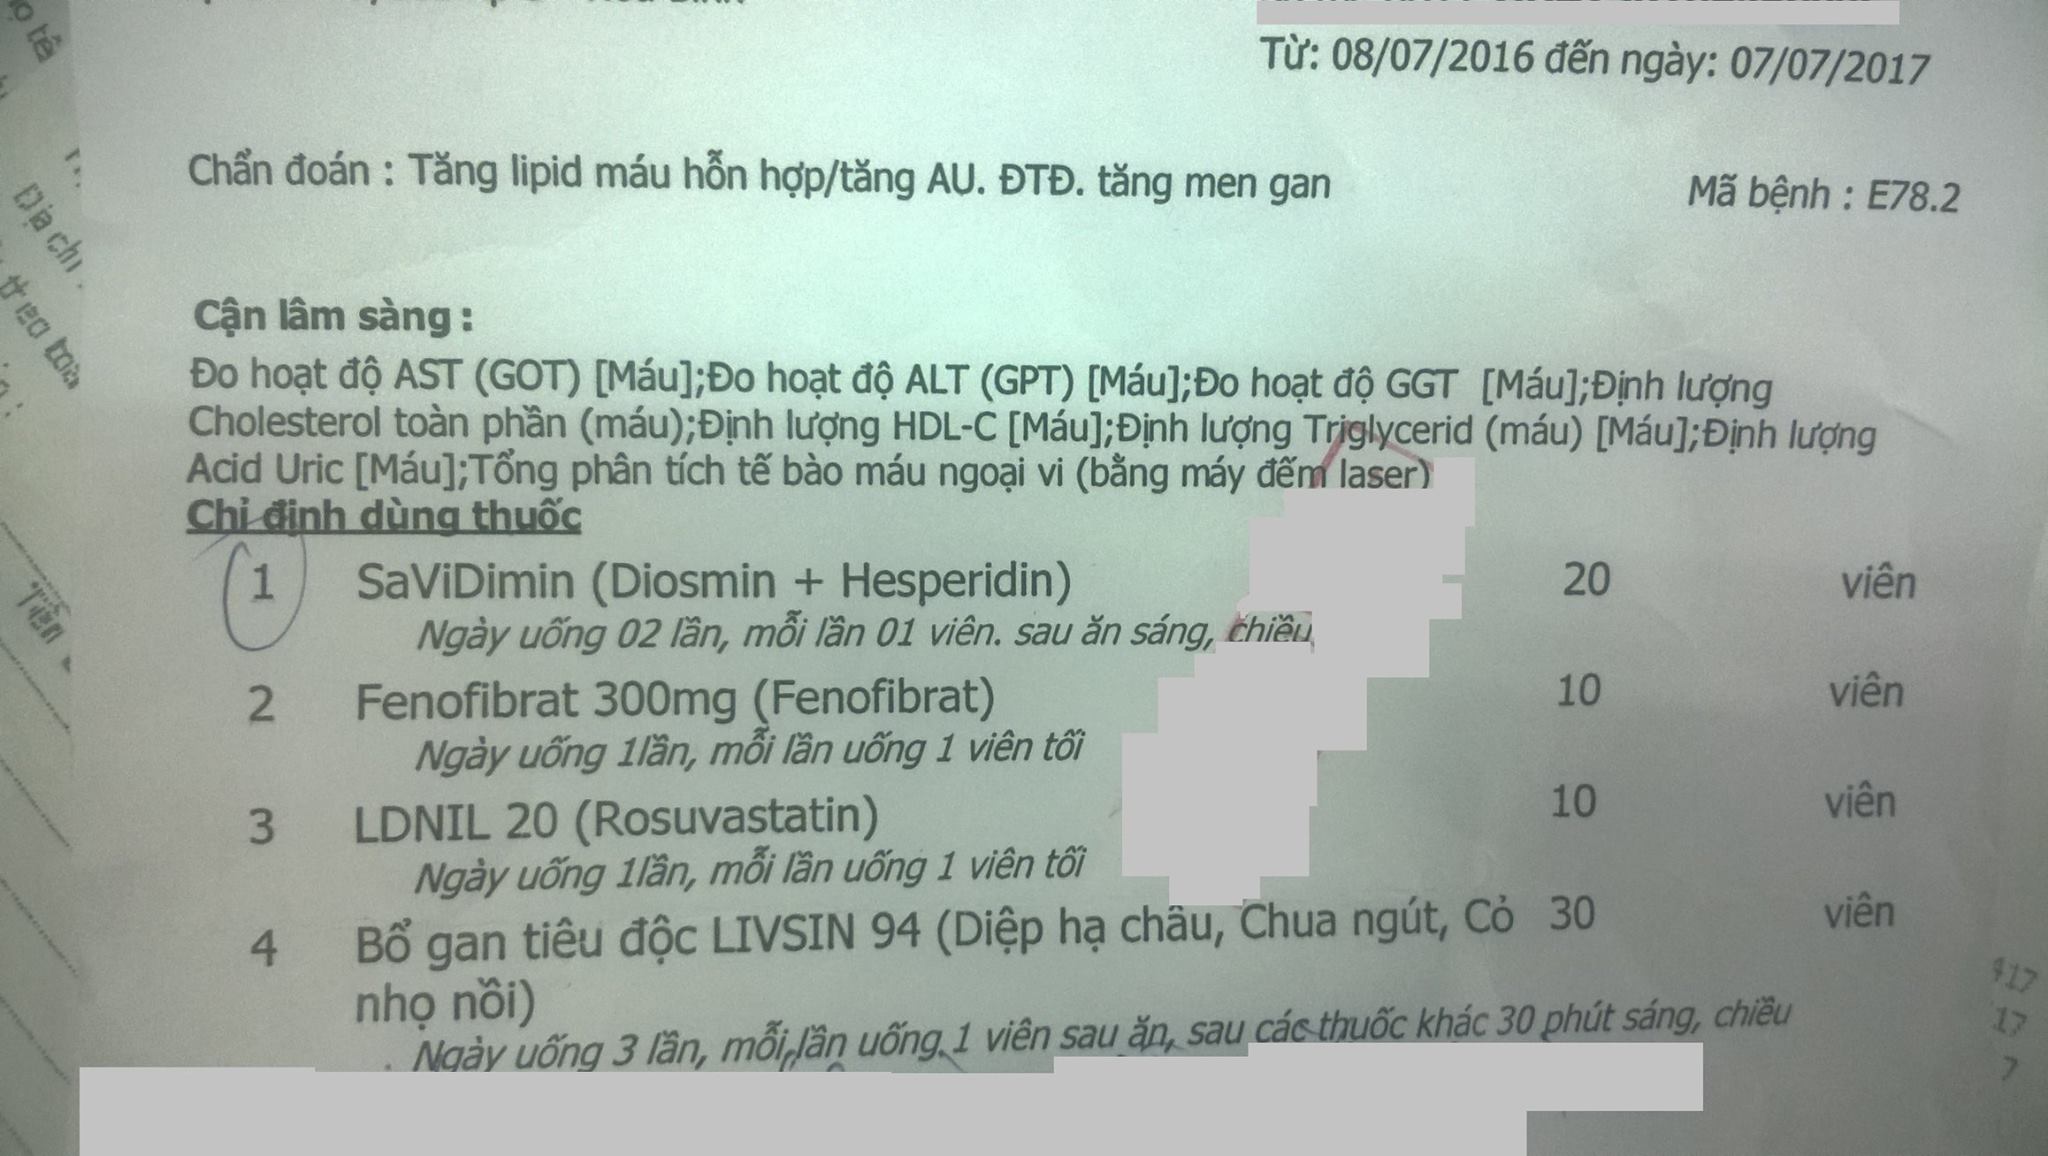 Từ: 08/07/2016 đến ngày: 07/07/2017
Chẩn đoán : Tăng lipid máu hỗn hợp/tăng AU. ĐTĐ. tăng men gan
Mã bệnh : E78.2
Cận lâm sàng :
Đo hoạt độ AST (GOT) [Máu];Đo hoạt độ ALT (GPT) [Máu];Đo hoạt độ GGT [Máu];Định lượng
Cholesterol toàn phần (máu);Định lượng HDL-C [Máu];Định lượng Triglycerid (máu) [Máu];Định lượng
Acid Uric [Máu];Tổng phân tích tế bào máu ngoại vi (bằng máy đếm laser)
Chỉ định dùng thuốc
1 SaViDimin (Diosmin + Hesperidin) 20 viên
Ngày uống 02 lần, mỗi lần 01 viên. sau ăn sáng, chiều
2 Fenofibrat 300mg (Fenofibrat) 10 viên
Ngày uống 1lần, mỗi lần uống 1 viên tối
3 LDNIL 20 (Rosuvastatin) 10 viên
Ngày uống 1lần, mỗi lần uống 1 viên tối
4 Bổ gan tiêu độc LIVSIN 94 (Diệp hạ châu, Chua ngút, Cỏ 30 viên
nhọ nồi)
Ngày uống 3 lần, mỗi lần uống 1 viên sau ăn, sau các thuốc khác 30 phút sáng, chiều
Địa chỉ
Tiền
17
7